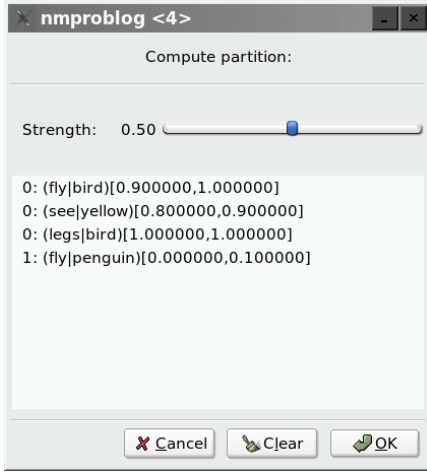 nmproblog <4>
Compute partition:
Strength: 0.50
0: (fly|bird)[0.900000,1.000000]
0: (see|yellow)[0.800000,0.900000]
0: (legs|bird)[1.000000,1.000000]
1: (fly|penguin)[0.000000,0.100000]
Cancel Clear OK